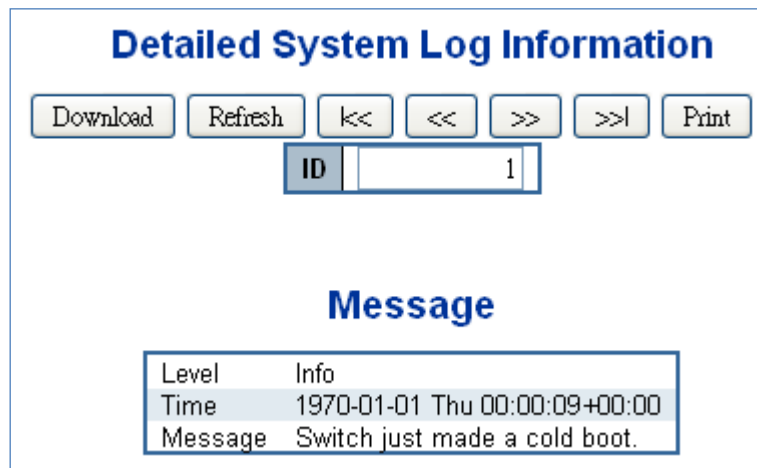 Detailed System Log Information
Download Refresh |<< << >> >>| Print
ID 1
Message
Level Info
Time 1970-01-01 Thu 00:00:09+00:00
Message Switch just made a cold boot.